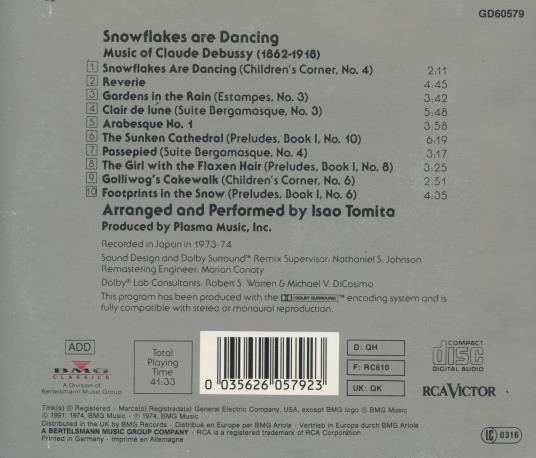 GD60579
Snowflakes are Dancing
Music of Claude Debussy (1862-1918)
1 Snowflakes Are Dancing (Children's Corner, No. 4) 2:11
2 Reverie 4:45
3 Gardens in the Rain (Estampes, No. 3) 3:42
4 Clair de lune (Suite Bergamasque, No. 3) 5:48
5 Arabesque No. 1 3:58
6 The Sunken Cathedral (Preludes, Book I, No. 10) 6:19
7 Passepied (Suite Bergamasque, No. 4) 3:17
8 The Girl with the Flaxen Hair (Preludes, Book I, No. 8) 3:25
9 Golliwog's Cakewalk (Children's Corner, No. 6) 2:51
10 Footprints in the Snow (Preludes, Book I, No. 6) 4:35
Arranged and Performed by Isao Tomita
Produced by Plasma Music, Inc.
Recorded in Japan in 1973-74
Sound Design and Dolby Surround™ Remix Supervisor: Nathaniel S. Johnson
Remastering Engineer: Marian Conaty
Dolby® Lab Consultants: Robert S. Warren & Michael V. DiCosimo
This program has been produced with the DOLBY SURROUND™ encoding system and is
fully compatible with stereo or monaural reproduction.
ADD
BMG
CLASSICS
A Division of
Bertelsmann Music Group
Total
Playing
Time
41:33
0 035626 057923
D: QH
F: RC610
UK: QK
COMPACT
disc
DIGITAL AUDIO
RCA VICTOR
Tmk(s) ® Registered · Marca(s) Registrada(s) General Electric Company, USA, except BMG logo ® BMG Music
© 1991, 1974, BMG Music · ℗ 1974, BMG Music
Distributed in the UK by BMG Records · Distribué en Europe par BMG Ariola · Vertrieb in Europa durch BMG Ariola
A BERTELSMANN MUSIC GROUP COMPANY · RCA is a registered trademark of RCA Corporation
Printed in Germany · Imprimé en Allemagne
LC 0316